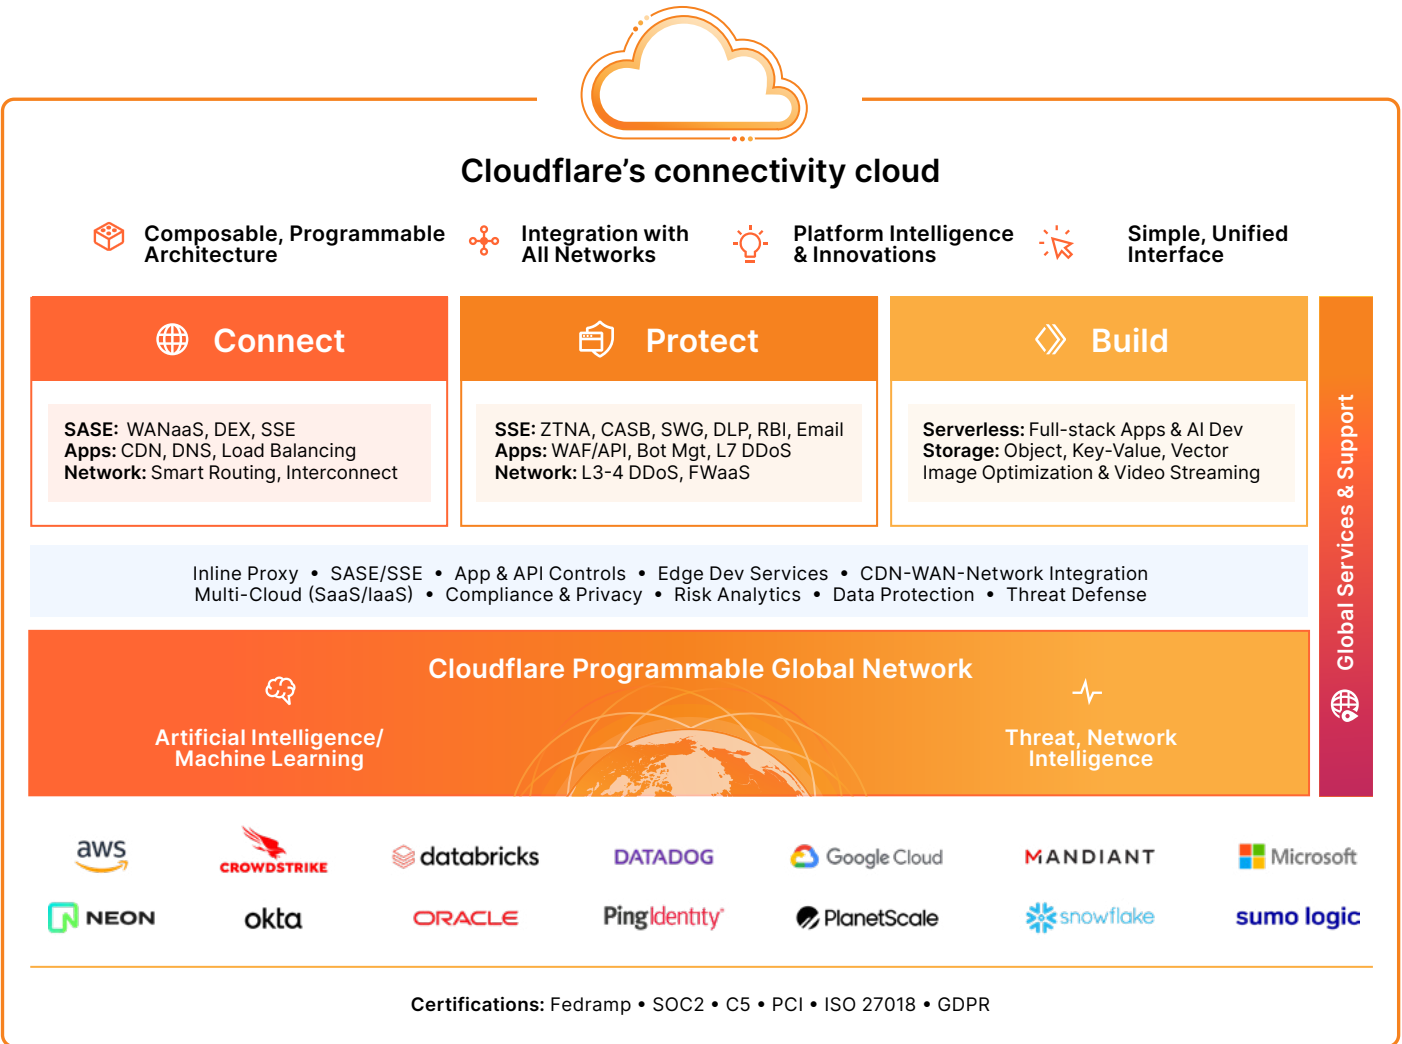 Cloudflare’s connectivity cloud
Composable, Programmable
Architecture
Integration with
All Networks
Platform Intelligence
& Innovations
Simple, Unified
Interface
Connect
SASE: WANaaS, DEX, SSE
Apps: CDN, DNS, Load Balancing
Network: Smart Routing, Interconnect
Protect
SSE: ZTNA, CASB, SWG, DLP, RBI, Email
Apps: WAF/API, Bot Mgt, L7 DDoS
Network: L3-4 DDoS, FWaaS
Build
Serverless: Full-stack Apps & AI Dev
Storage: Object, Key-Value, Vector
Image Optimization & Video Streaming
Global Services & Support
Inline Proxy • SASE/SSE • App & API Controls • Edge Dev Services • CDN-WAN-Network Integration
Multi-Cloud (SaaS/IaaS) • Compliance & Privacy • Risk Analytics • Data Protection • Threat Defense
Cloudflare Programmable Global Network
Artificial Intelligence/
Machine Learning
Threat, Network
Intelligence
aws
CROWDSTRIKE
databricks
DATADOG
Google Cloud
MANDIANT
Microsoft
NEON
okta
ORACLE
PingIdentity
PlanetScale
snowflake
sumo logic
Certifications: Fedramp • SOC2 • C5 • PCI • ISO 27018 • GDPR